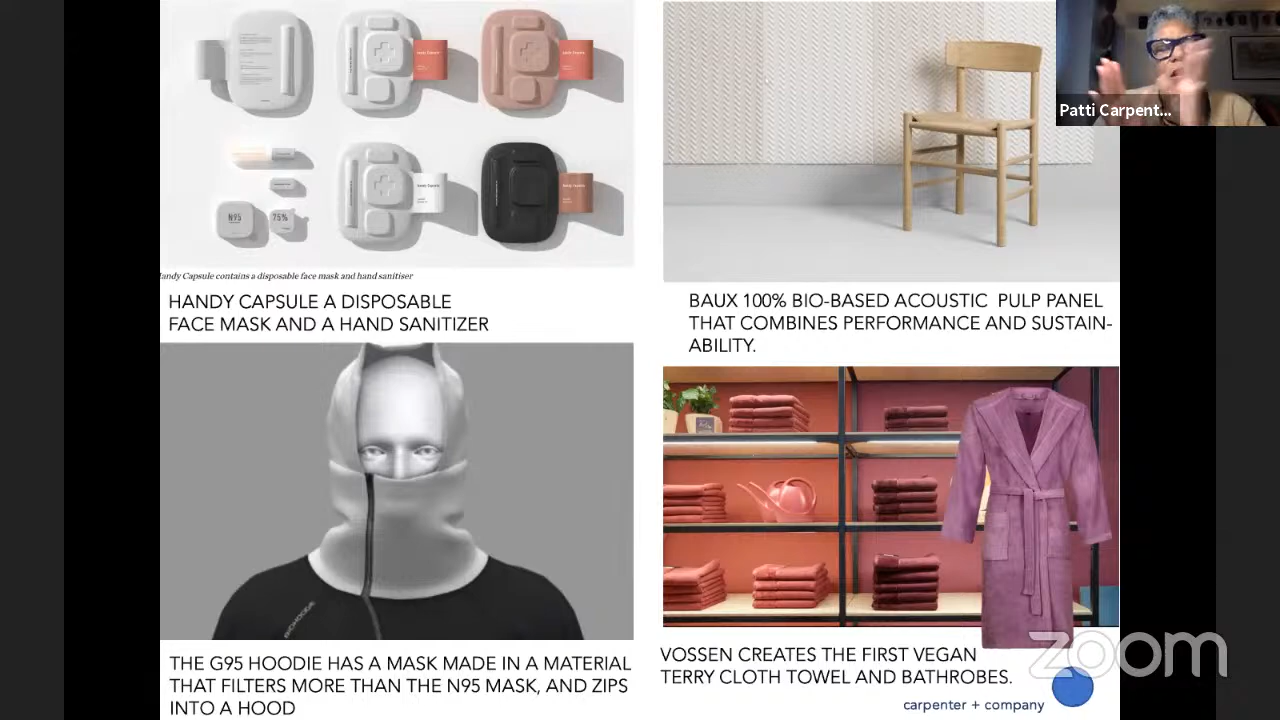 Handy Capsule contains a disposable face mask and hand sanitiser
HANDY CAPSULE A DISPOSABLE
FACE MASK AND A HAND SANITIZER
N95
75%
BAUX 100% BIO-BASED ACOUSTIC PULP PANEL
THAT COMBINES PERFORMANCE AND SUSTAIN-
ABILITY.
Patti Carpent...
THE G95 HOODIE HAS A MASK MADE IN A MATERIAL
THAT FILTERS MORE THAN THE N95 MASK, AND ZIPS
INTO A HOOD
VOSSEN CREATES THE FIRST VEGAN
TERRY CLOTH TOWEL AND BATHROBES.
carpenter + company
zoom